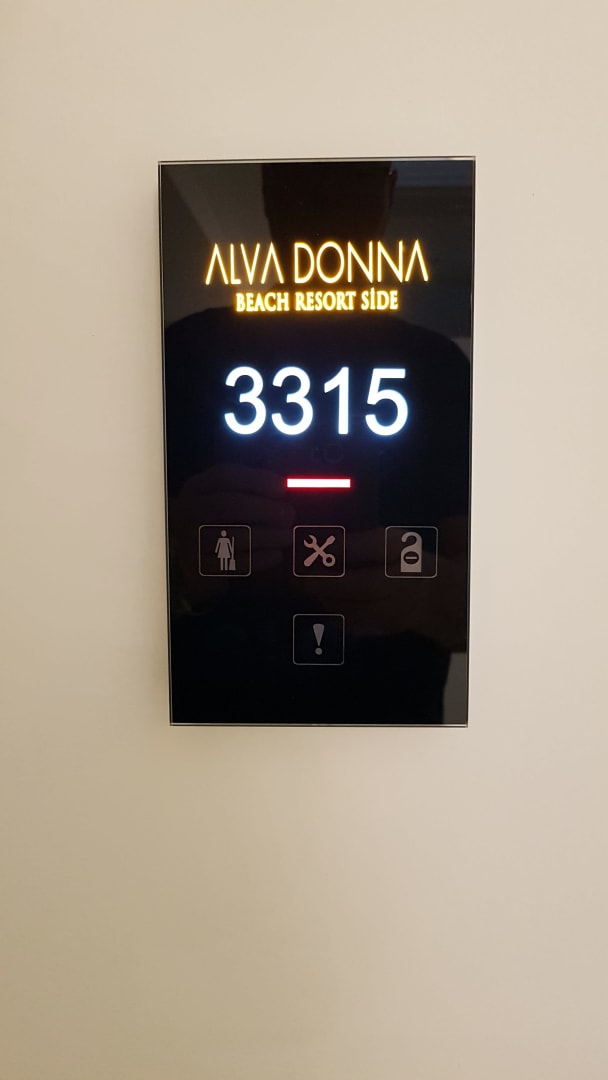 ALVA DONNA
BEACH RESORT SİDE
3315
!